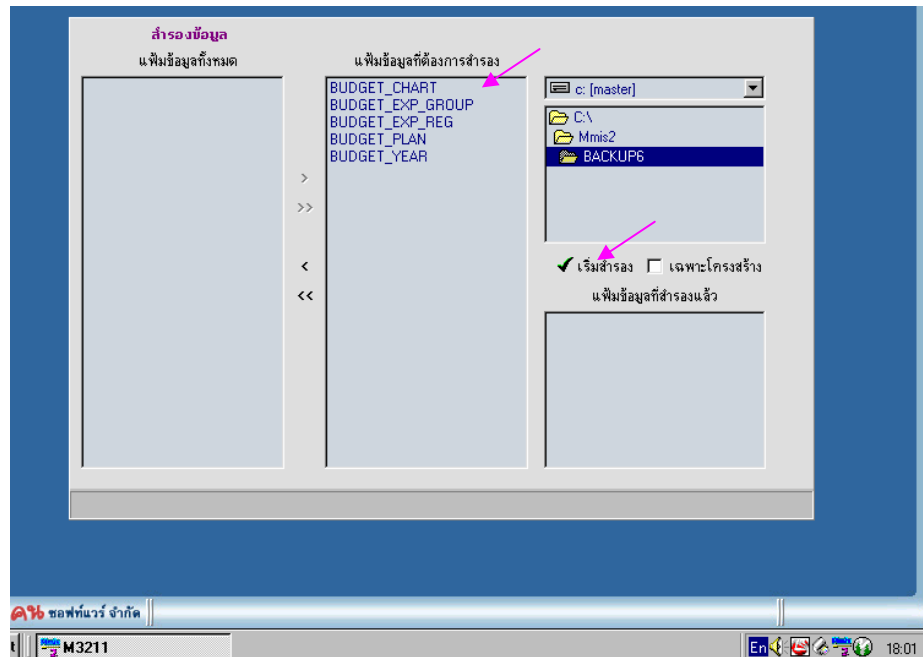 สำรองข้อมูล
แฟ้มข้อมูลทั้งหมด
แฟ้มข้อมูลที่ต้องการสำรอง
BUDGET_CHART
BUDGET_EXP_GROUP
BUDGET_EXP_REG
BUDGET_PLAN
BUDGET_YEAR
>
>>
<
<<
c: [master]
C:\
Mmis2
BACKUP6
เริ่มสำรอง
เฉพาะโครงสร้าง
แฟ้มข้อมูลที่สำรองแล้ว
ซอฟท์แวร์ จำกัด
M3211
En
18:01